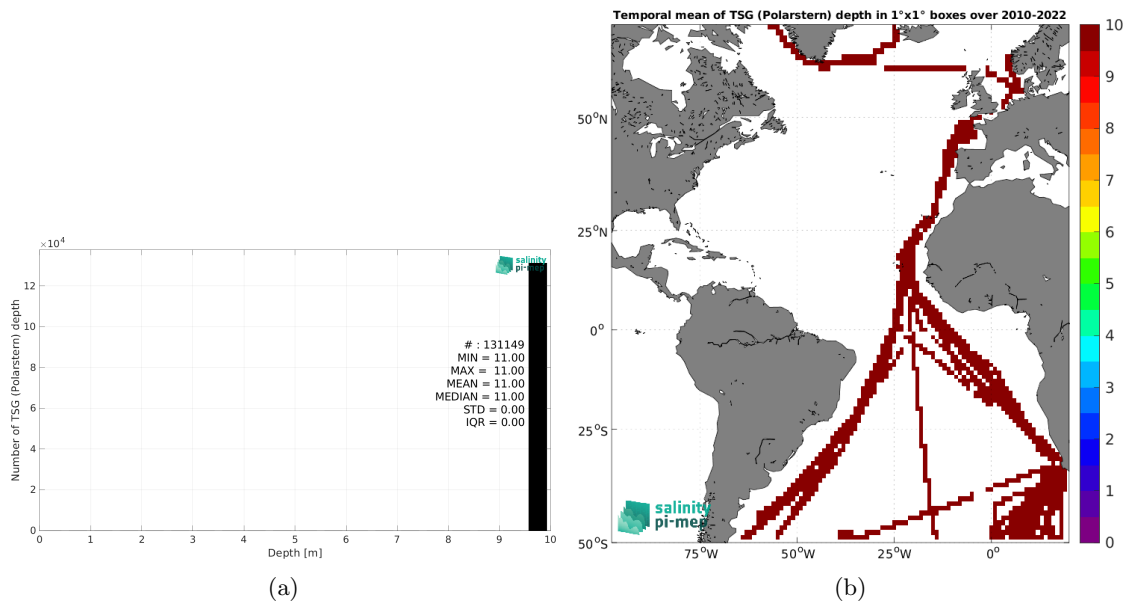 ×10⁴
12
10
8
6
4
2
0
Number of TSG (Polarstern) depth
salinity
pi-mep
# : 131149
MIN = 11.00
MAX = 11.00
MEAN = 11.00
MEDIAN = 11.00
STD = 0.00
IQR = 0.00
0 1 2 3 4 5 6 7 8 9 10
Depth [m]
(a)
Temporal mean of TSG (Polarstern) depth in 1°x1° boxes over 2010-2022
50°N
25°N
0°
25°S
50°S
salinity
pi-mep
75°W 50°W 25°W 0°
10
9
8
7
6
5
4
3
2
1
0
(b)